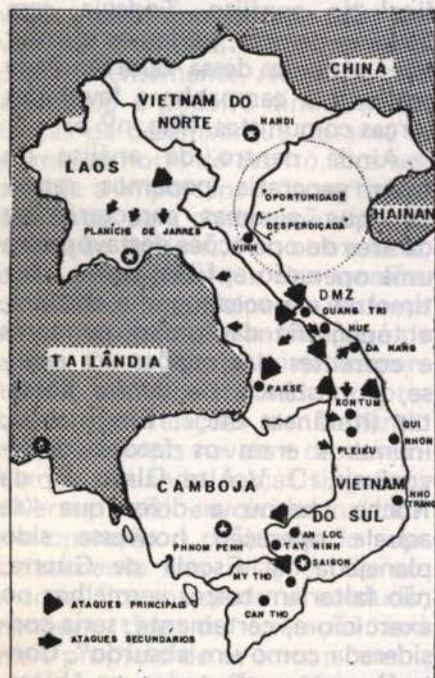 CHINA
VIETNAM DO
NORTE
HANOI
LAOS
OPORTUNIDADE
DESPERDIÇADA
HAINAN
PLANÍCIE DE JARRES
VINH
DMZ
QUANG TRI
HUE
TAILÂNDIA
DA NANG
PAKSE
KONTUM
QUI
NHON
PLEIKU
CAMBOJA
VIETNAM
DO SUL
NHO
TRANG
AN LOC
PHNOM PENH
TAY NINH
SAIGON
MY THO
CAN THO
ATAQUES PRINCIPAIS
ATAQUES SECUNDÁRIOS